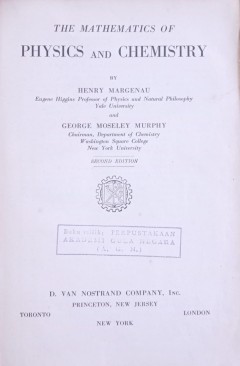 THE MATHEMATICS OF
PHYSICS AND CHEMISTRY
BY
HENRY MARGENAU
Eugene Higgins Professor of Physics and Natural Philosophy
Yale University
and
GEORGE MOSELEY MURPHY
Chairman, Department of Chemistry
Washington Square College
New York University
SECOND EDITION
PERPUSTAKAAN
NEGARA
D. VAN NOSTRAND COMPANY, INC.
PRINCETON, NEW JERSEY
TORONTO
LONDON
NEW YORK